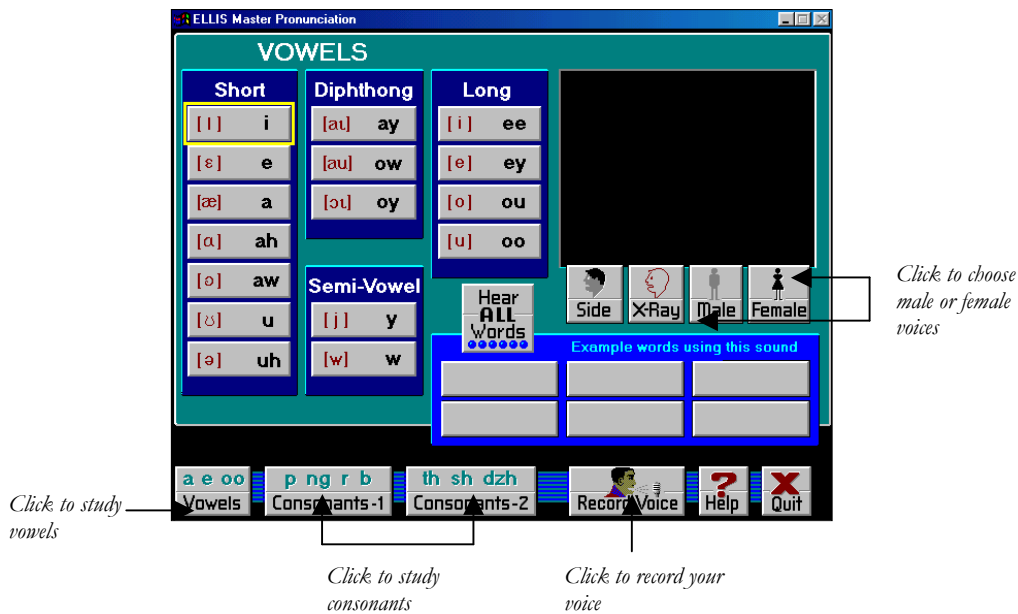 ELLIS Master Pronunciation
VOWELS
Short
[ɪ] i
[ɛ] e
[æ] a
[ɑ] ah
[ɔ] aw
[ʊ] u
[ə] uh
Diphthong
[aɩ] ay
[au] ow
[ɔɩ] oy
Semi-Vowel
[j] y
[w] w
Long
[i] ee
[e] ey
[o] ou
[u] oo
Hear
ALL
Words
Side
X-Ray
Male
Female
Example words using this sound
Click to choose
male or female
voices
a e oo
Vowels
p ng r b
Consonants-1
th sh dzh
Consonants-2
Record Voice
Help
Quit
Click to study
vowels
Click to study
consonants
Click to record your
voice